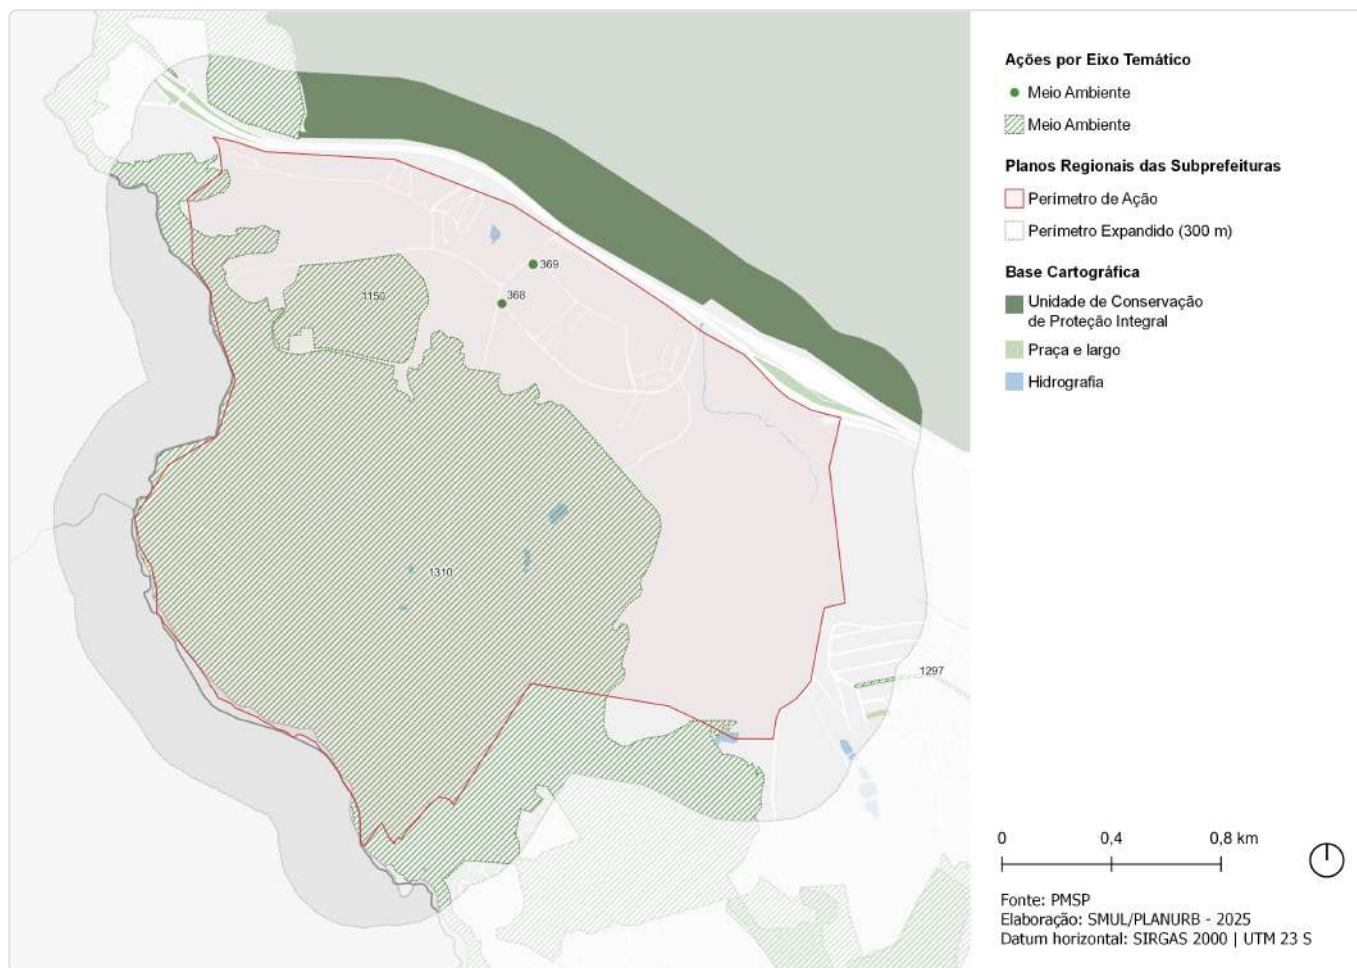 369
368
1150
1310
1297
Ações por Eixo Temático
Meio Ambiente
Meio Ambiente
Planos Regionais das Subprefeituras
Perímetro de Ação
Perímetro Expandido (300 m)
Base Cartográfica
Unidade de Conservação
de Proteção Integral
Praça e largo
Hidrografia
0 0,4 0,8 km
Fonte: PMSP
Elaboração: SMUL/PLANURB - 2025
Datum horizontal: SIRGAS 2000 | UTM 23 S